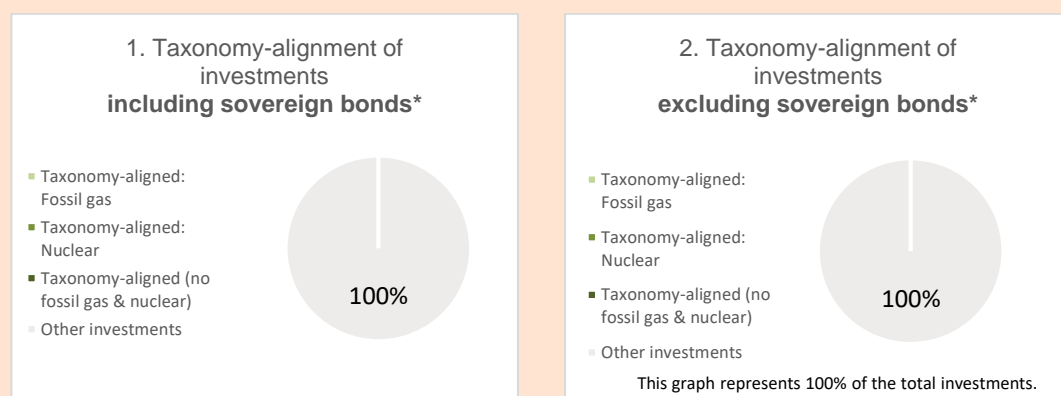 1. Taxonomy-alignment of
investments
including sovereign bonds*
Taxonomy-aligned:
Fossil gas
Taxonomy-aligned:
Nuclear
Taxonomy-aligned (no
fossil gas & nuclear)
Other investments
100%
2. Taxonomy-alignment of
investments
excluding sovereign bonds*
Taxonomy-aligned:
Fossil gas
Taxonomy-aligned:
Nuclear
Taxonomy-aligned (no
fossil gas & nuclear)
Other investments
100%
This graph represents 100% of the total investments.